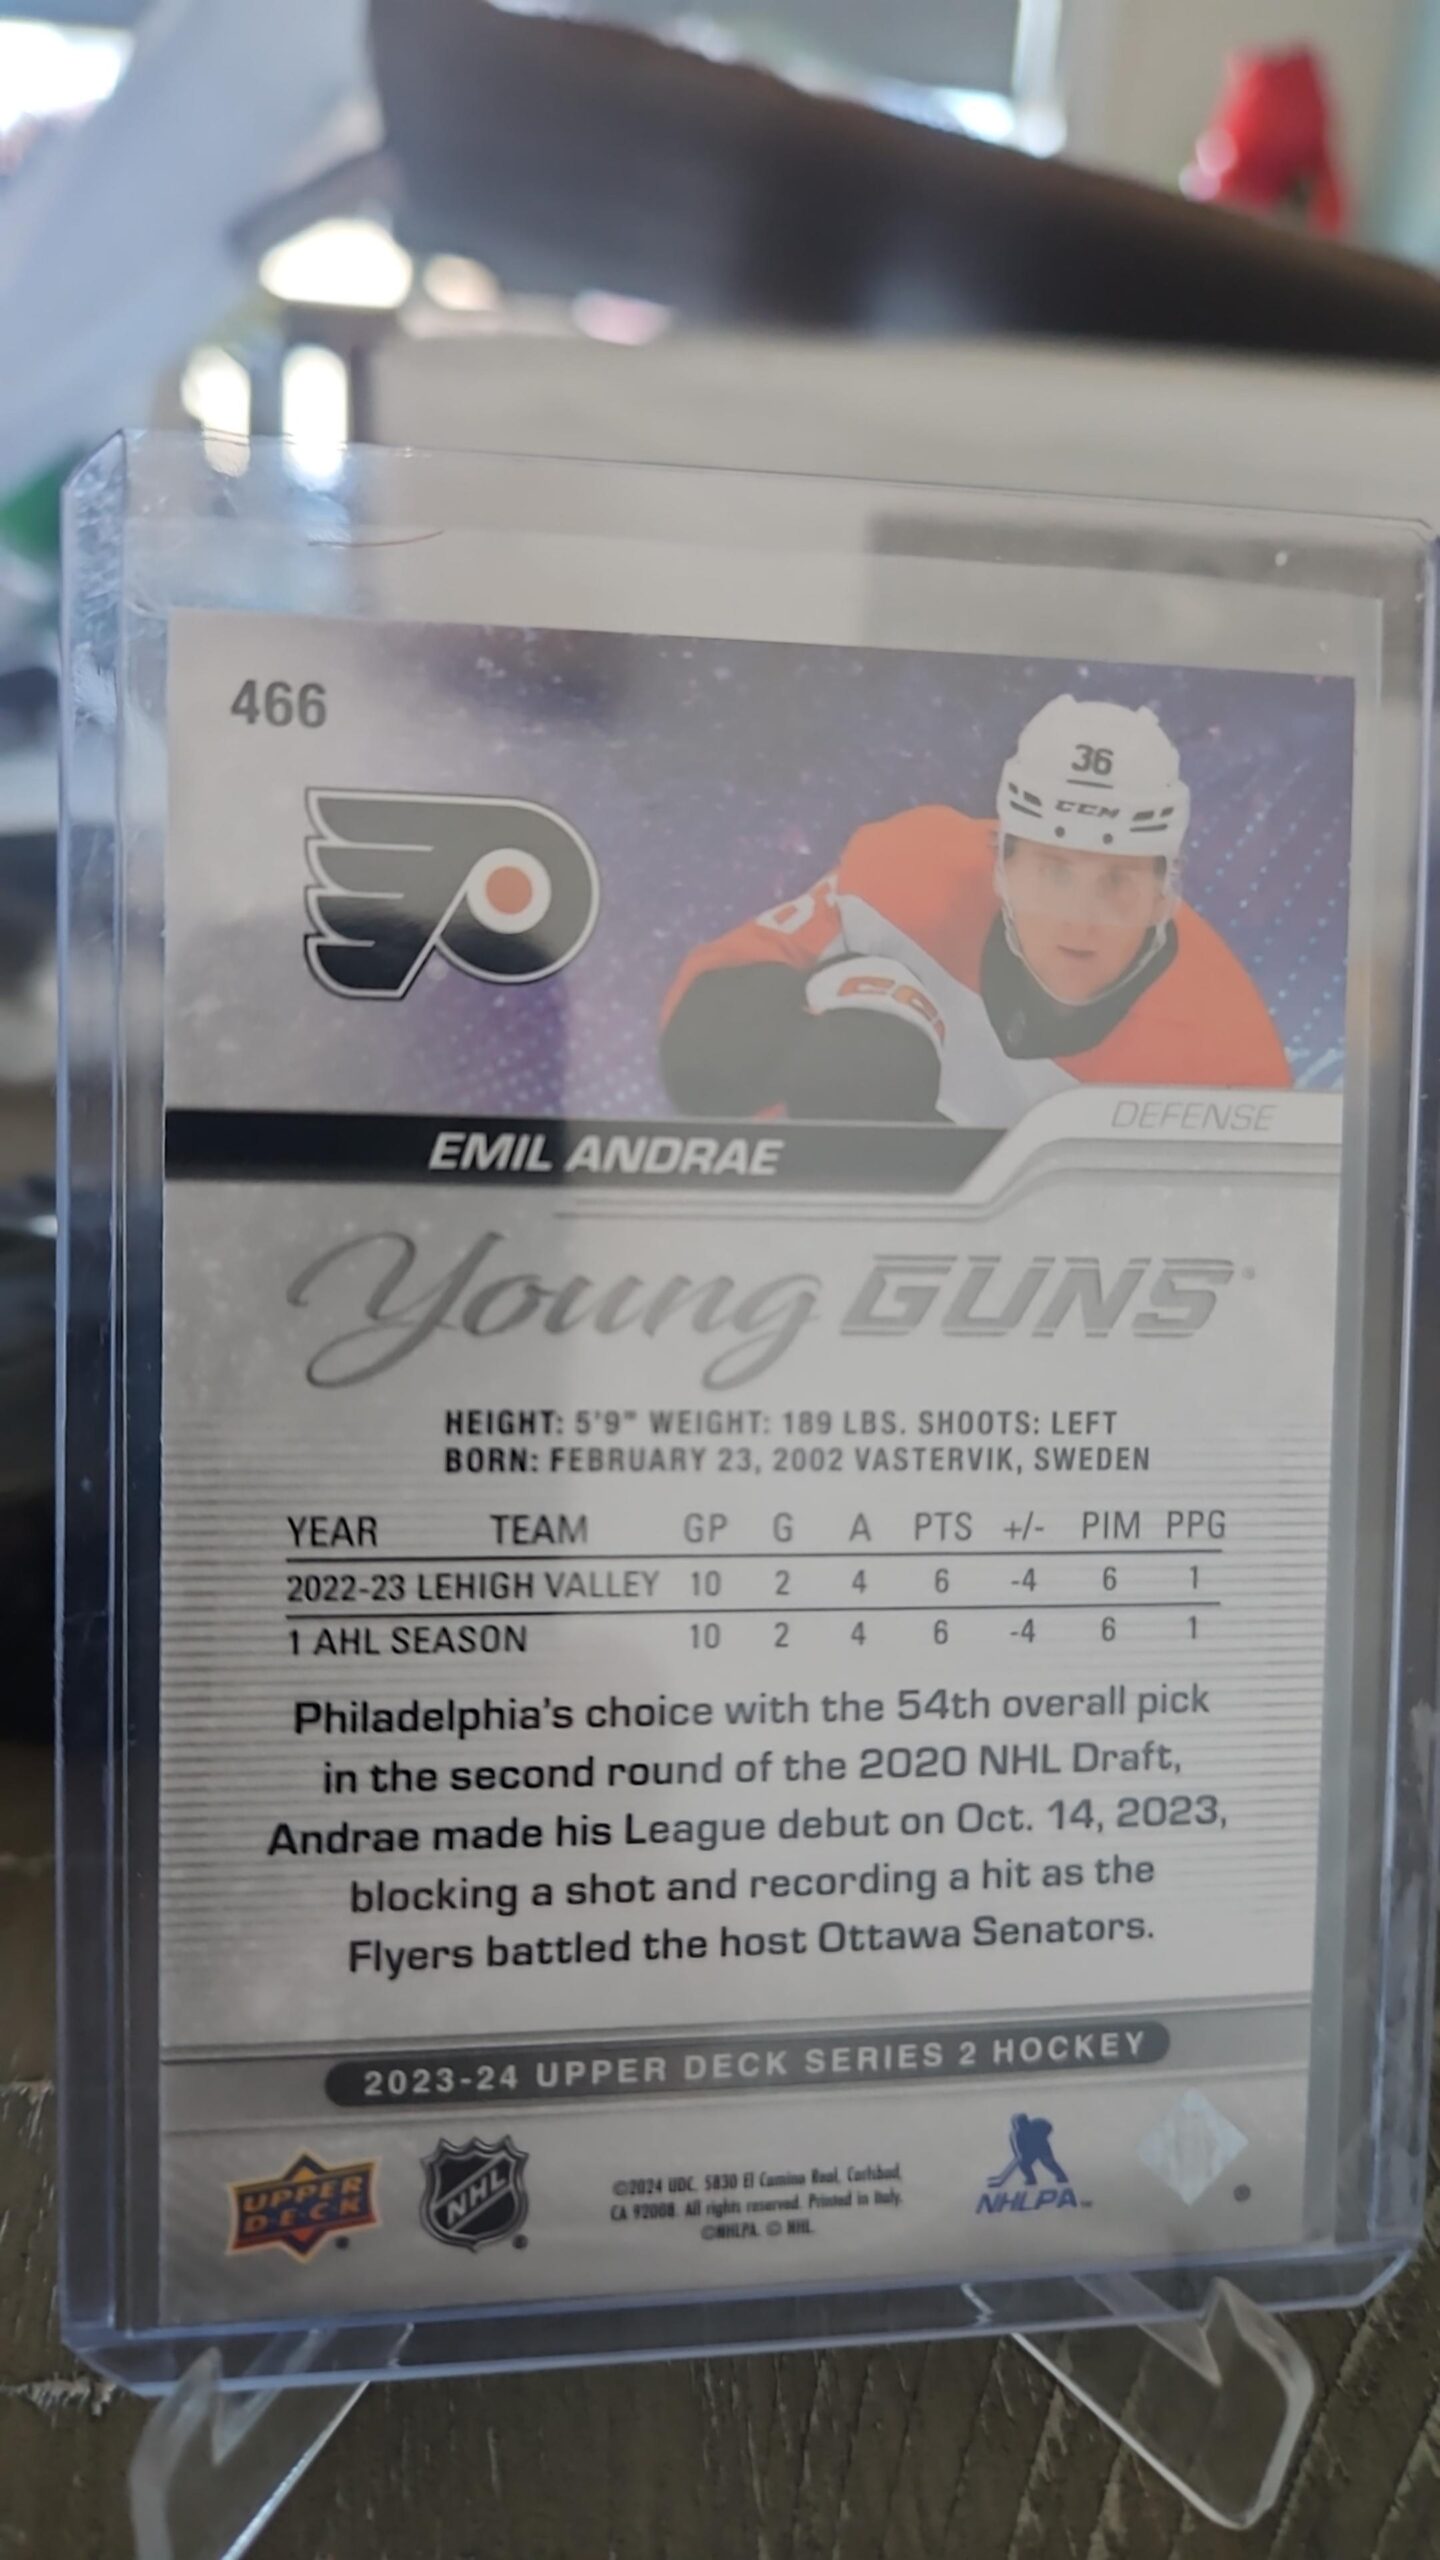 466
36
CCM
EMIL ANDRAE
DEFENSE
Young GUNS
HEIGHT: 5'9" WEIGHT: 189 LBS. SHOOTS: LEFT
BORN: FEBRUARY 23, 2002 VASTERVIK, SWEDEN
YEAR TEAM GP G A PTS +/- PIM PPG
2022-23 LEHIGH VALLEY 10 2 4 6 -4 6 1
1 AHL SEASON 10 2 4 6 -4 6 1
Philadelphia's choice with the 54th overall pick
in the second round of the 2020 NHL Draft,
Andrae made his League debut on Oct. 14, 2023,
blocking a shot and recording a hit as the
Flyers battled the host Ottawa Senators.
2023-24 UPPER DECK SERIES 2 HOCKEY
UPPER
DECK
NHL
©2024 UDC. 5830 El Camino Real, Carlsbad,
CA 92008. All rights reserved. Printed in Italy.
©NHLPA. © NHL.
NHLPA™